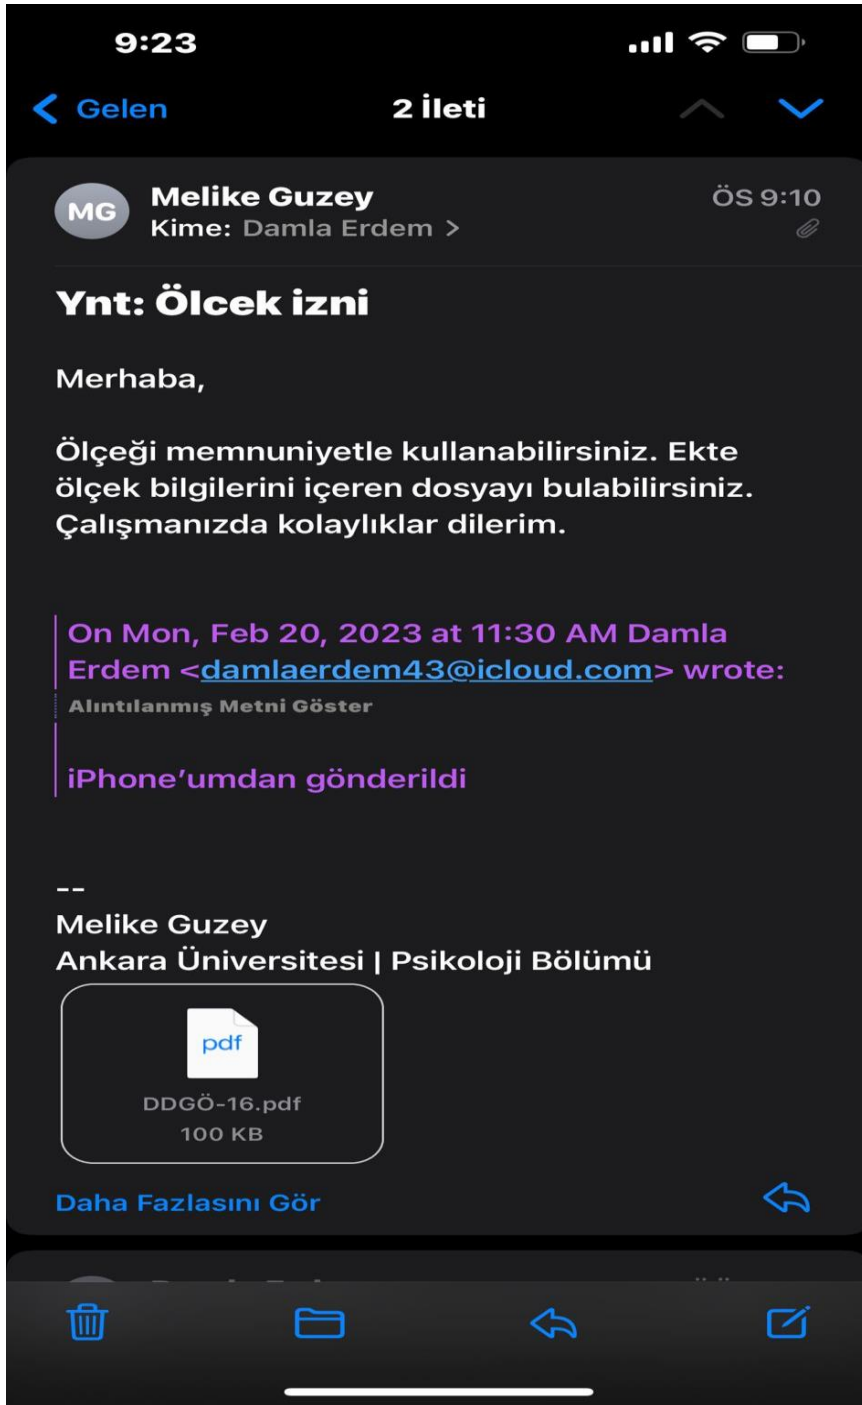 9:23
Gelen
2 İleti
MG
Melike Guzey
ÖS 9:10
Kime: Damla Erdem >
Ynt: Ölcek izni
Merhaba,
Ölçeği memnuniyetle kullanabilirsiniz. Ekte
ölçek bilgilerini içeren dosyayı bulabilirsiniz.
Çalışmanızda kolaylıklar dilerim.
On Mon, Feb 20, 2023 at 11:30 AM Damla
Erdem <damlaerdem43@icloud.com> wrote:
Alıntılanmış Metni Göster
iPhone’umdan gönderildi
--
Melike Guzey
Ankara Üniversitesi | Psikoloji Bölümü
pdf
DDGÖ-16.pdf
100 KB
Daha Fazlasını Gör